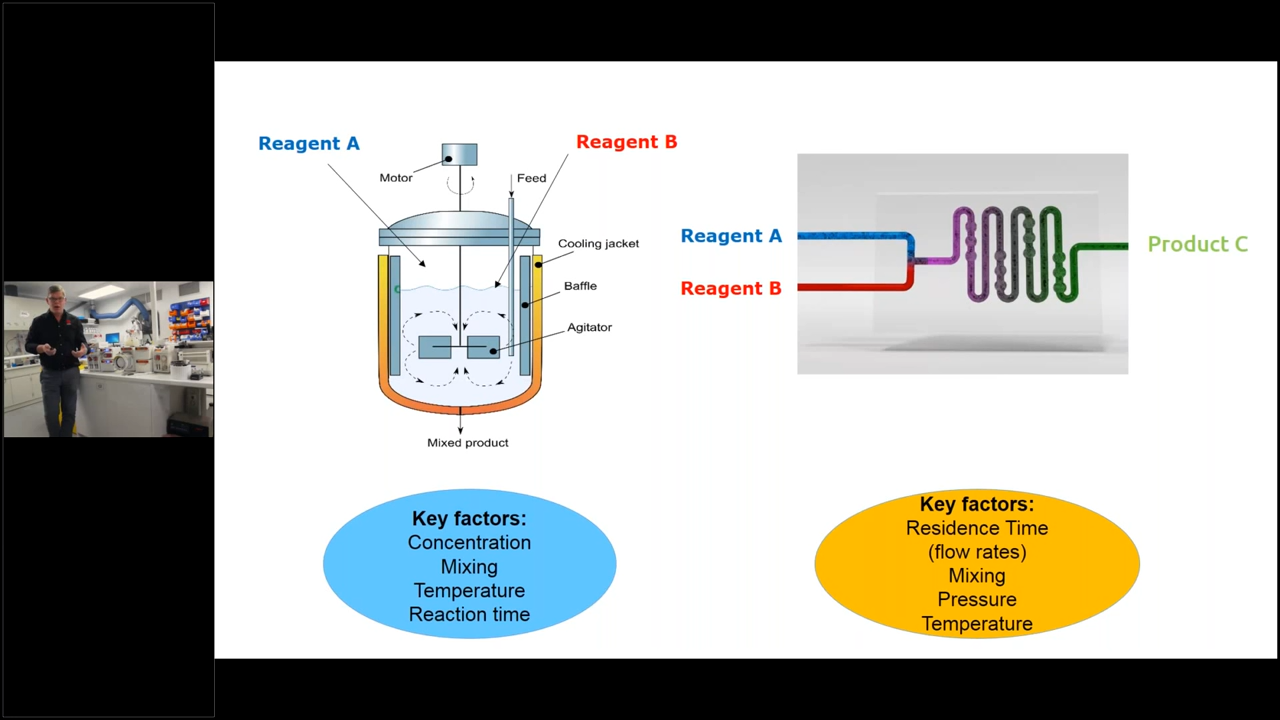 Reagent A
Reagent B
Motor
Feed
Cooling jacket
Baffle
Agitator
Mixed product
Key factors:
Concentration
Mixing
Temperature
Reaction time
Reagent A
Reagent B
Product C
Key factors:
Residence Time
(flow rates)
Mixing
Pressure
Temperature